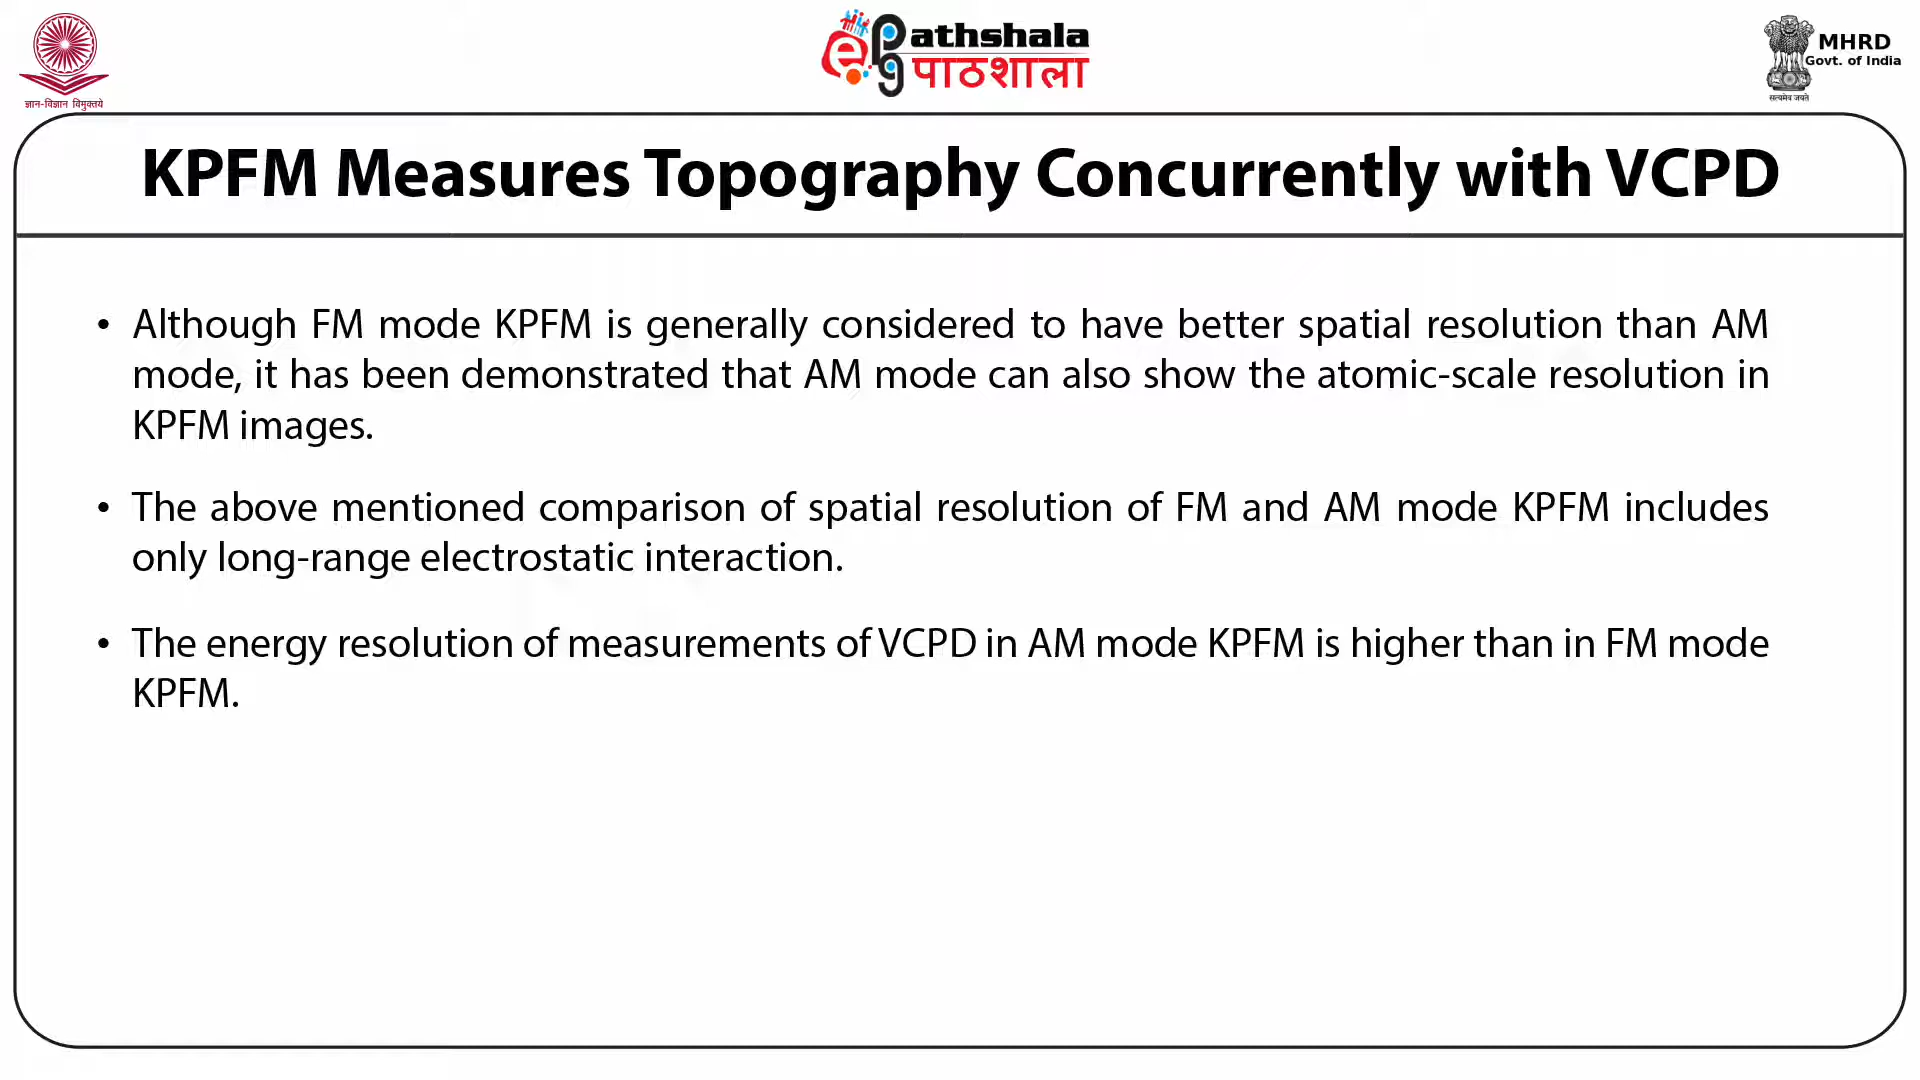 ज्ञान-विज्ञान विमुक्तये
ePathshala
पाठशाला
MHRD
Govt. of India
सत्यमेव जयते
KPFM Measures Topography Concurrently with VCPD
• Although FM mode KPFM is generally considered to have better spatial resolution than AM
mode, it has been demonstrated that AM mode can also show the atomic-scale resolution in
KPFM images.
• The above mentioned comparison of spatial resolution of FM and AM mode KPFM includes
only long-range electrostatic interaction.
• The energy resolution of measurements of VCPD in AM mode KPFM is higher than in FM mode
KPFM.